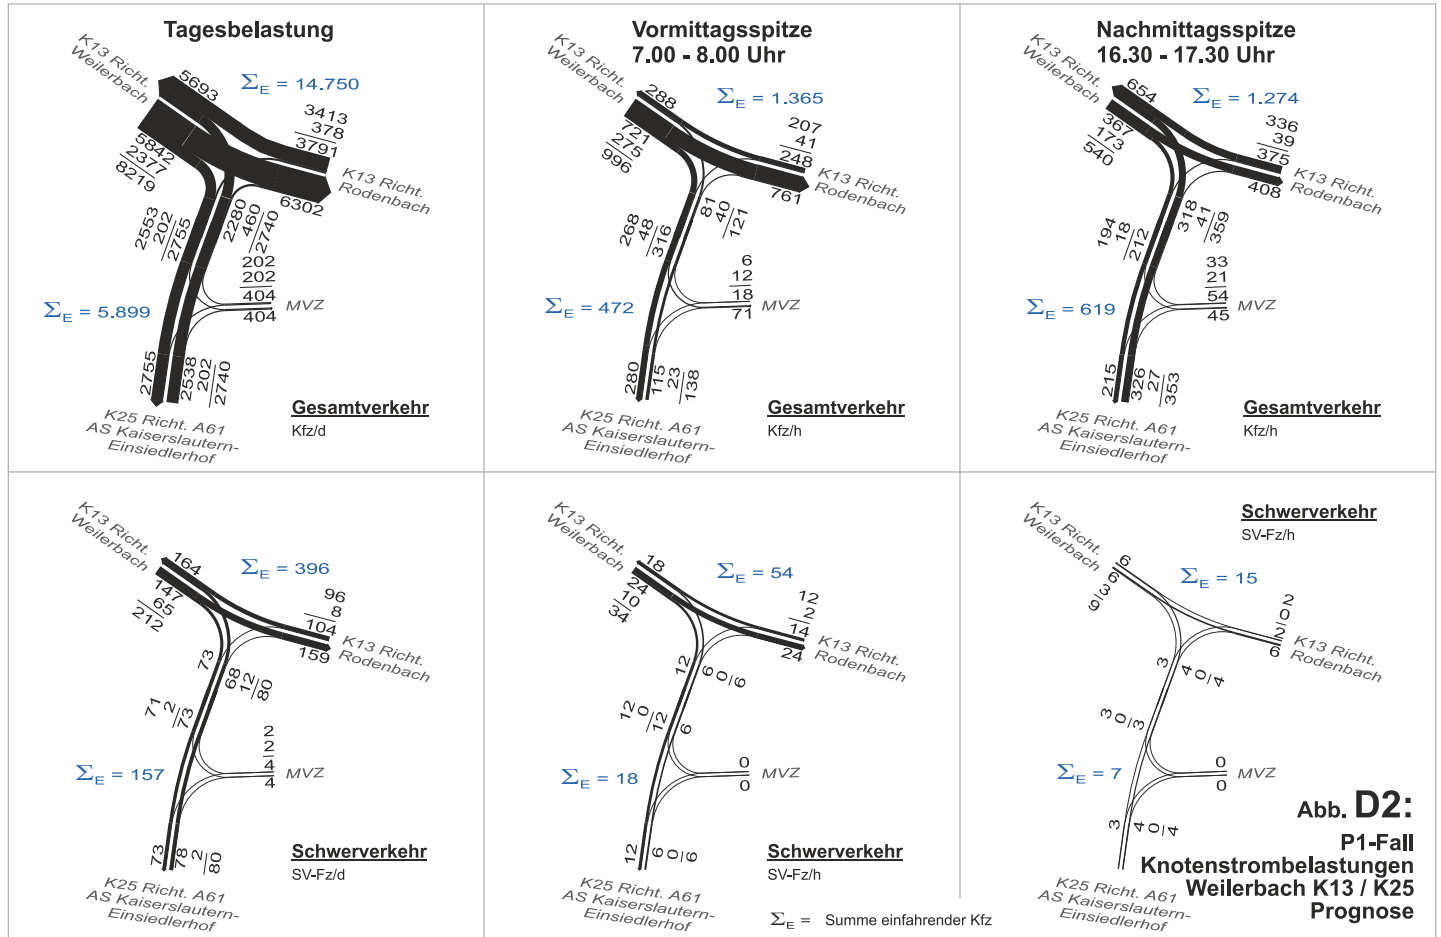 Tagesbelastung
K13 Richt.
Weilerbach
5693
ΣE = 14.750
3413
378
3791
K13 Richt.
Rodenbach
5842
2377
8219
6302
2553
202
2755
2280
460
2740
202
202
404
404
MVZ
ΣE = 5.899
2755
2538
202
2740
K25 Richt. A61
AS Kaiserslautern-
Einsiedlerhof
Gesamtverkehr
Kfz/d
Vormittagsspitze
7.00 - 8.00 Uhr
K13 Richt.
Weilerbach
288
ΣE = 1.365
207
41
248
K13 Richt.
Rodenbach
721
275
996
761
268
48
316
81
40
121
6
12
18
71
MVZ
ΣE = 472
280
115
23
138
K25 Richt. A61
AS Kaiserslautern-
Einsiedlerhof
Gesamtverkehr
Kfz/h
Nachmittagsspitze
16.30 - 17.30 Uhr
K13 Richt.
Weilerbach
654
ΣE = 1.274
336
39
375
K13 Richt.
Rodenbach
367
173
540
408
194
18
212
318
41
359
33
21
54
45
MVZ
ΣE = 619
215
326
27
353
K25 Richt. A61
AS Kaiserslautern-
Einsiedlerhof
Gesamtverkehr
Kfz/h
K13 Richt.
Weilerbach
164
ΣE = 396
96
8
104
K13 Richt.
Rodenbach
147
65
212
159
73
68
12
80
71
2
73
2
2
4
4
MVZ
ΣE = 157
73
78
2
80
K25 Richt. A61
AS Kaiserslautern-
Einsiedlerhof
Schwerverkehr
SV-Fz/d
K13 Richt.
Weilerbach
18
ΣE = 54
12
2
14
K13 Richt.
Rodenbach
24
10
34
24
12
6
0
6
12
0
12
6
0
0
MVZ
ΣE = 18
12
6
0
6
K25 Richt. A61
AS Kaiserslautern-
Einsiedlerhof
Schwerverkehr
SV-Fz/h
ΣE = Summe einfahrender Kfz
Schwerverkehr
SV-Fz/h
K13 Richt.
Weilerbach
6
ΣE = 15
2
0
2
K13 Richt.
Rodenbach
6
3
9
6
3
4
0
4
3
0
3
0
0
MVZ
ΣE = 7
3
4
0
4
K25 Richt. A61
AS Kaiserslautern-
Einsiedlerhof
Abb. D2:
P1-Fall
Knotenstrombelastungen
Weilerbach K13 / K25
Prognose